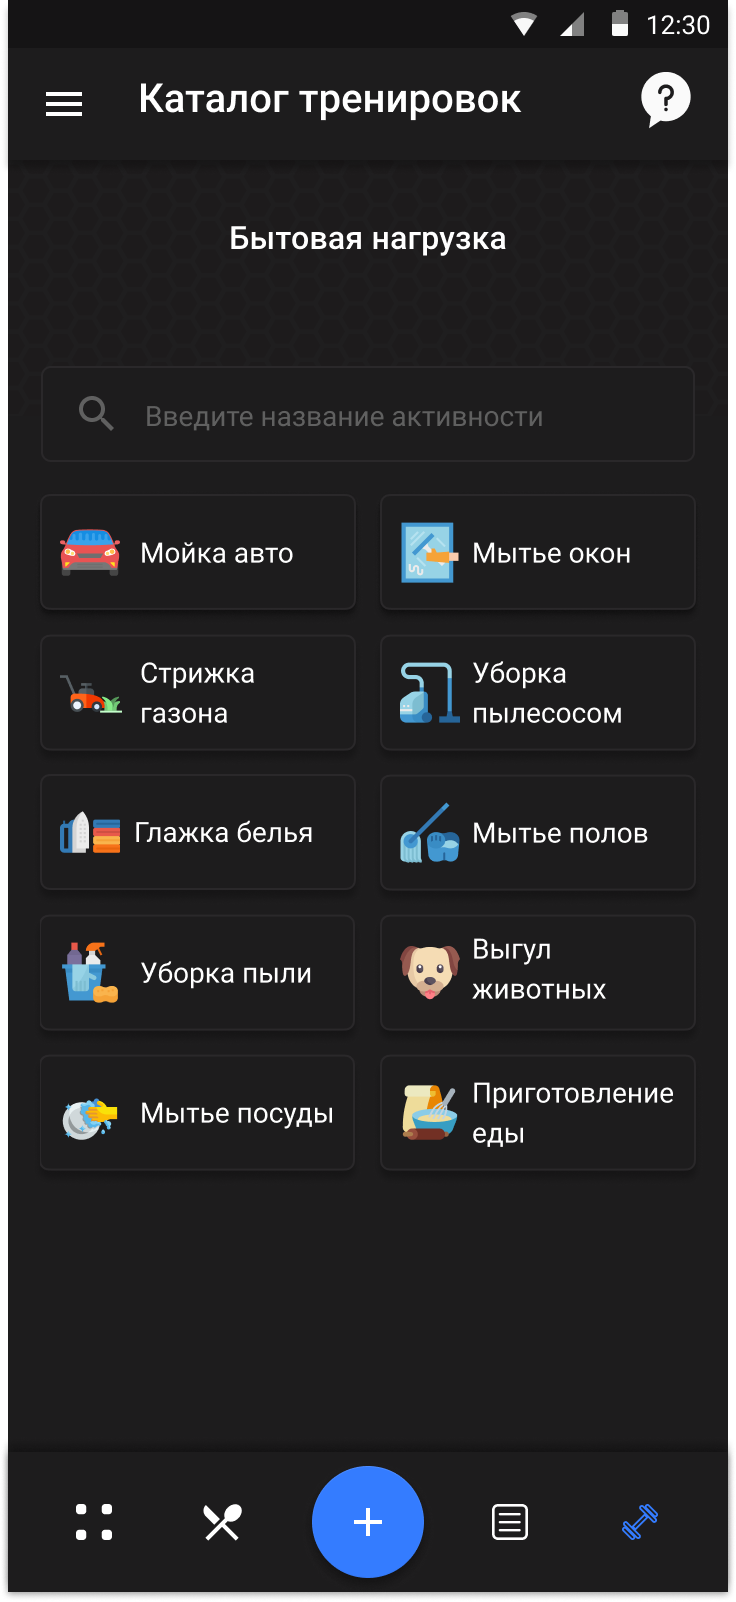 12:30
Каталог тренировок
?
Бытовая нагрузка
Введите название активности
Мойка авто
Мытье окон
Стрижка
газона
Уборка
пылесосом
Глажка белья
Мытье полов
Уборка пыли
Выгул
животных
Мытье посуды
Приготовление
еды